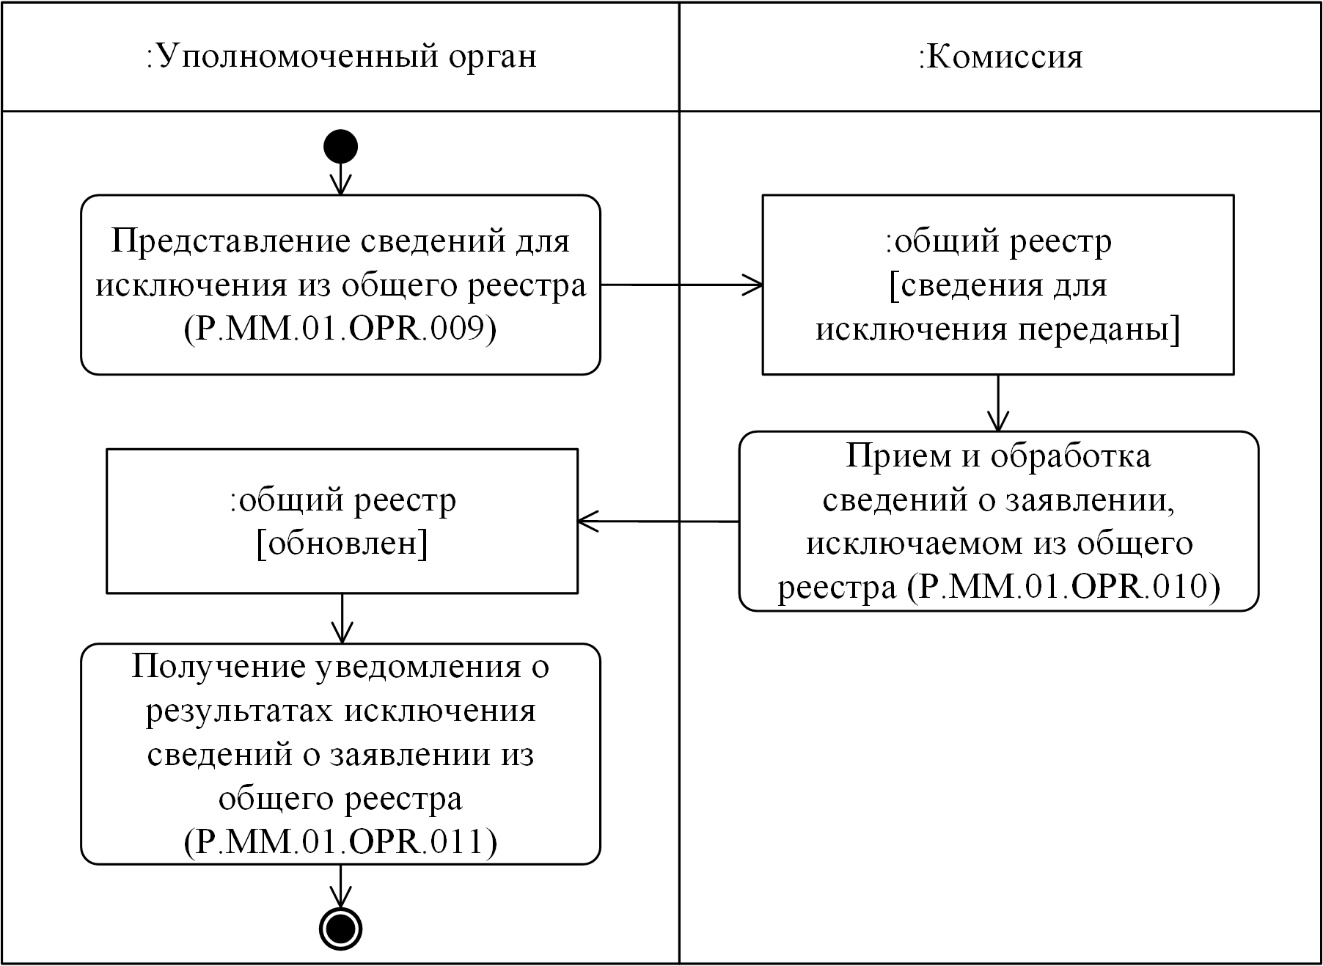 :Уполномоченный орган
:Комиссия
Представление сведений для
исключения из общего реестра
(P.MM.01.OPR.009)
:общий реестр
[сведения для
исключения переданы]
Прием и обработка
сведений о заявлении,
исключаемом из общего
реестра (P.MM.01.OPR.010)
:общий реестр
[обновлен]
Получение уведомления о
результатах исключения
сведений о заявлении из
общего реестра
(P.MM.01.OPR.011)